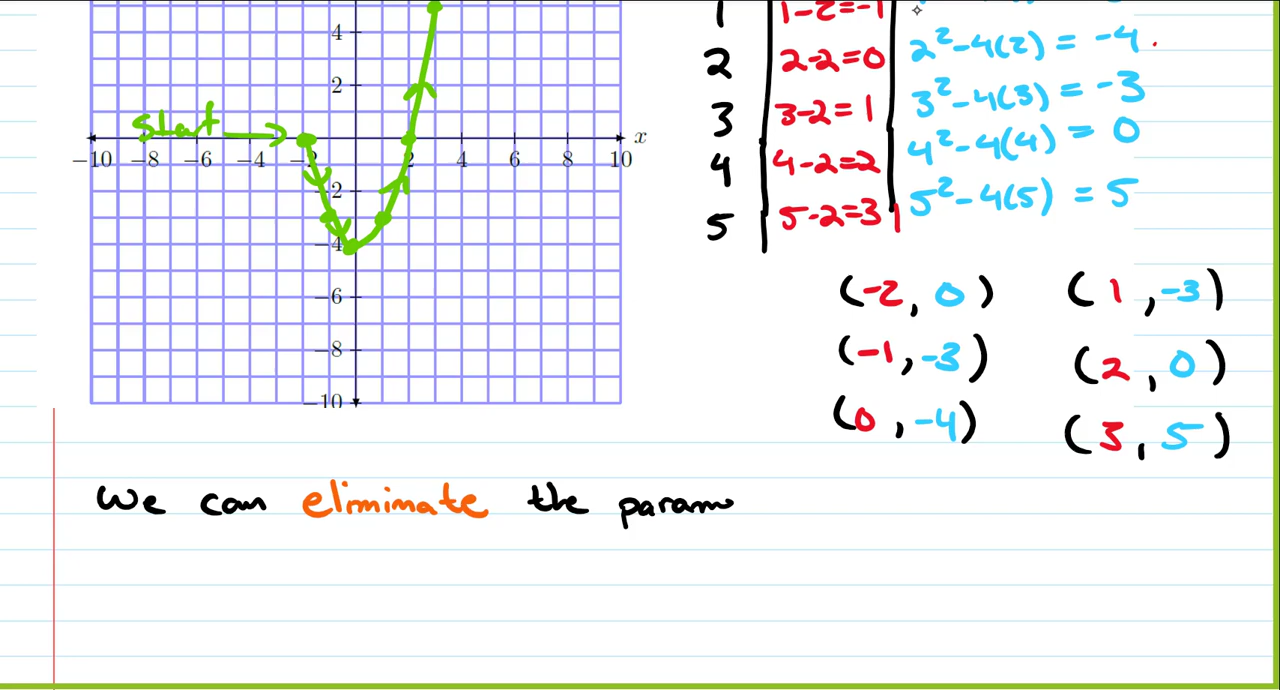 4
1 | 1-2=-1
2 | 2-2=0 | 2²-4(2) = -4
2
3 | 3-2=1 | 3²-4(3) = -3
start → x
-10 -8 -6 -4 -2 2 4 6 8 10
4 | 4-2=2 | 4²-4(4) = 0
-2
5 | 5-2=3 | 5²-4(5) = 5
-4
-6
-8
-10
(-2, 0) (1, -3)
(-1, -3) (2, 0)
(0, -4) (3, 5)
We can eliminate the param